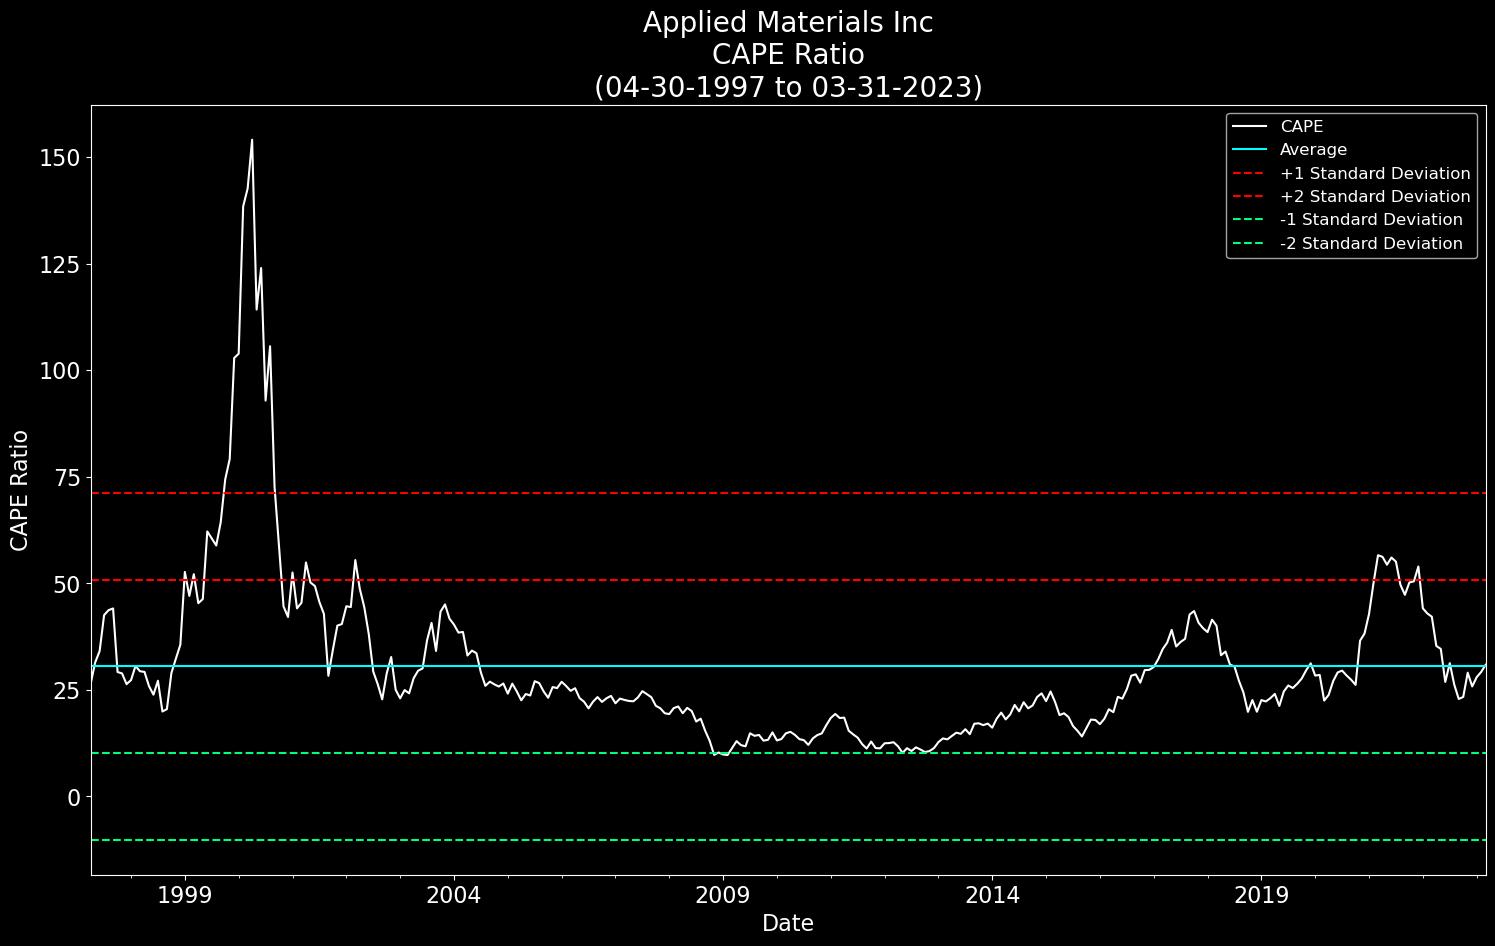 Applied Materials Inc
CAPE Ratio
(04-30-1997 to 03-31-2023)
CAPE
Average
+1 Standard Deviation
+2 Standard Deviation
-1 Standard Deviation
-2 Standard Deviation
150
125
100
75
50
25
0
CAPE Ratio
1999 2004 2009 2014 2019
Date